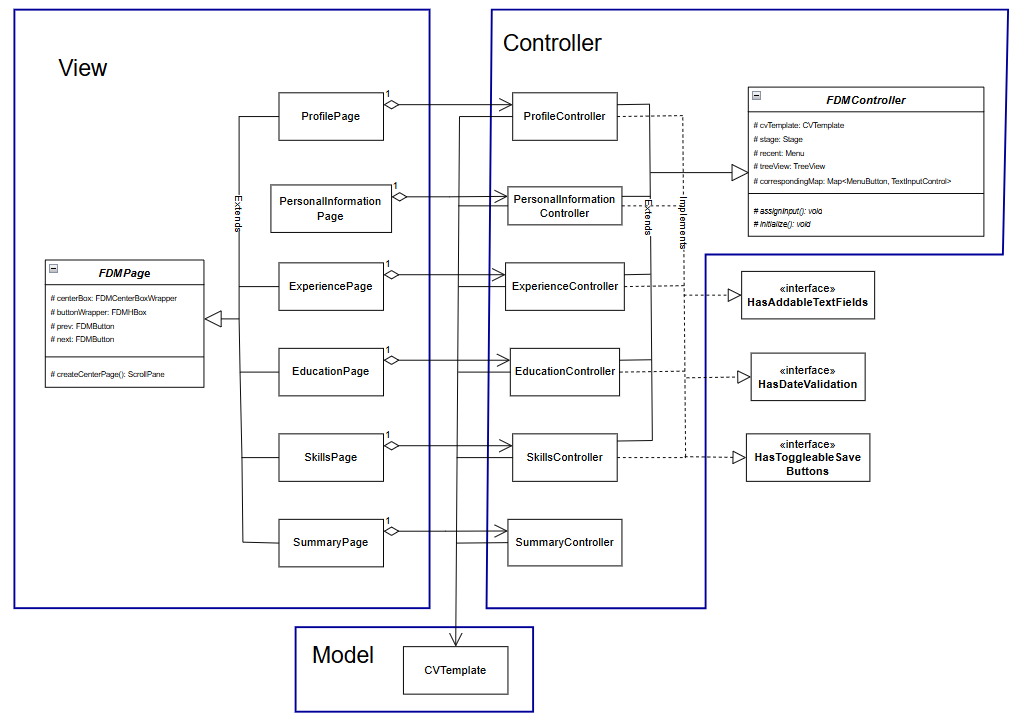 View
Controller
1
ProfilePage
ProfileController
FDMController
# cvTemplate: CVTemplate
# stage: Stage
# recent: Menu
# treeView: TreeView
# correspondingMap: Map<MenuButton, TextInputControl>
# assignInput(): void
# initialize(): void
1
PersonalInformation
Page
PersonalInformation
Controller
Extends
Extends
Implements
FDMPage
# centerBox: FDMCenterBoxWrapper
# buttonWrapper: FDMHBox
# prev: FDMButton
# next: FDMButton
# createCenterPage(): ScrollPane
1
ExperiencePage
ExperienceController
«interface»
HasAddableTextFields
1
EducationPage
EducationController
«interface»
HasDateValidation
1
SkillsPage
SkillsController
«interface»
HasToggleableSave
Buttons
1
SummaryPage
SummaryController
Model
CVTemplate